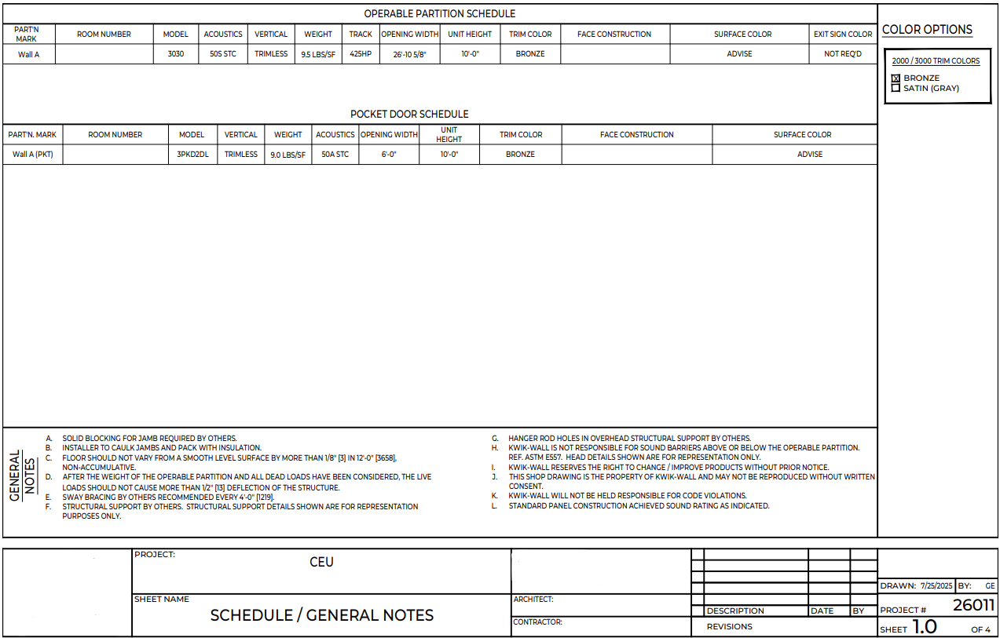 OPERABLE PARTITION SCHEDULE
PART'N MARK ROOM NUMBER MODEL ACOUSTICS VERTICAL WEIGHT TRACK OPENING WIDTH UNIT HEIGHT TRIM COLOR FACE CONSTRUCTION SURFACE COLOR EXIT SIGN COLOR
Wall A 3030 50S STC TRIMLESS 9.5 LBS/SF 425HP 26'-10 5/8" 10'-0" BRONZE ADVISE NOT REQ'D
POCKET DOOR SCHEDULE
PART'N. MARK ROOM NUMBER MODEL VERTICAL WEIGHT ACOUSTICS OPENING WIDTH UNIT HEIGHT TRIM COLOR FACE CONSTRUCTION SURFACE COLOR
Wall A (PKT) 3PKD2DL TRIMLESS 9.0 LBS/SF 50A STC 6'-0" 10'-0" BRONZE ADVISE
COLOR OPTIONS
2000 / 3000 TRIM COLORS
X BRONZE
SATIN (GRAY)
GENERAL
NOTES
A. SOLID BLOCKING FOR JAMB REQUIRED BY OTHERS.
B. INSTALLER TO CAULK JAMBS AND PACK WITH INSULATION.
C. FLOOR SHOULD NOT VARY FROM A SMOOTH LEVEL SURFACE BY MORE THAN 1/8" [3] IN 12'-0" [3658],
NON-ACCUMULATIVE.
D. AFTER THE WEIGHT OF THE OPERABLE PARTITION AND ALL DEAD LOADS HAVE BEEN CONSIDERED, THE LIVE
LOADS SHOULD NOT CAUSE MORE THAN 1/2" [13] DEFLECTION OF THE STRUCTURE.
E. SWAY BRACING BY OTHERS RECOMMENDED EVERY 4'-0" [1219].
F. STRUCTURAL SUPPORT BY OTHERS. STRUCTURAL SUPPORT DETAILS SHOWN ARE FOR REPRESENTATION
PURPOSES ONLY.
G. HANGER ROD HOLES IN OVERHEAD STRUCTURAL SUPPORT BY OTHERS.
H. KWIK-WALL IS NOT RESPONSIBLE FOR SOUND BARRIERS ABOVE OR BELOW THE OPERABLE PARTITION.
REF. ASTM E557. HEAD DETAILS SHOWN ARE FOR REPRESENTATION ONLY.
I. KWIK-WALL RESERVES THE RIGHT TO CHANGE / IMPROVE PRODUCTS WITHOUT PRIOR NOTICE.
J. THIS SHOP DRAWING IS THE PROPERTY OF KWIK-WALL AND MAY NOT BE REPRODUCED WITHOUT WRITTEN
CONSENT.
K. KWIK-WALL WILL NOT BE HELD RESPONSIBLE FOR CODE VIOLATIONS.
L. STANDARD PANEL CONSTRUCTION ACHIEVED SOUND RATING AS INDICATED.
PROJECT:
CEU
SHEET NAME
SCHEDULE / GENERAL NOTES
ARCHITECT:
CONTRACTOR:
DESCRIPTION DATE BY
REVISIONS
DRAWN: 7/25/2025 BY: GE
PROJECT # 26011
SHEET 1.0 OF 4